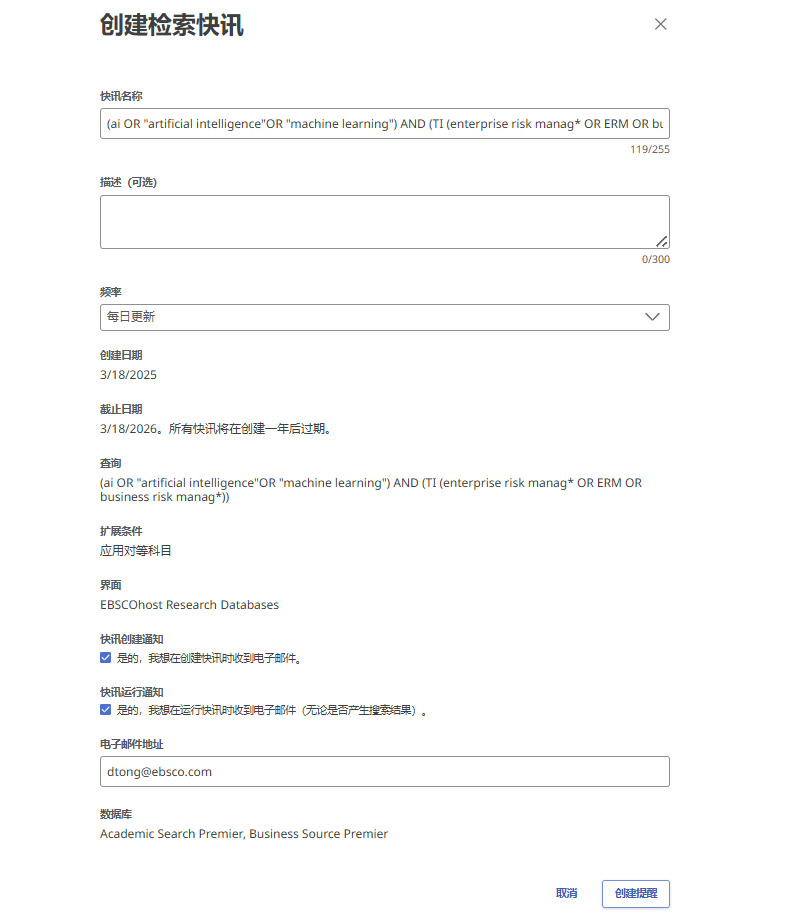 创建检索快讯
快讯名称
(ai OR "artificial intelligence"OR "machine learning") AND (TI (enterprise risk manag* OR ERM OR bu
119/255
描述（可选）
0/300
频率
每日更新
创建日期
3/18/2025
截止日期
3/18/2026。所有快讯将在创建一年后过期。
查询
(ai OR "artificial intelligence"OR "machine learning") AND (TI (enterprise risk manag* OR ERM OR
business risk manag*))
扩展条件
应用对等科目
界面
EBSCOhost Research Databases
快讯创建通知
是的，我想在创建快讯时收到电子邮件。
快讯运行通知
是的，我想在运行快讯时收到电子邮件（无论是否产生搜索结果）。
电子邮件地址
dtong@ebsco.com
数据库
Academic Search Premier, Business Source Premier
取消
创建提醒